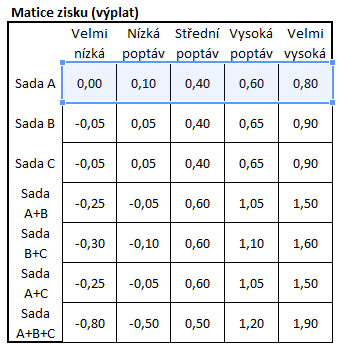 Matice zisku (výplat)
Velmi nízká Nízká poptáv Střední poptáv Vysoká poptáv Velmi vysoká
Sada A 0,00 0,10 0,40 0,60 0,80
Sada B -0,05 0,05 0,40 0,65 0,90
Sada C -0,05 0,05 0,40 0,65 0,90
Sada A+B -0,25 -0,05 0,60 1,05 1,50
Sada B+C -0,30 -0,10 0,60 1,10 1,60
Sada A+C -0,25 -0,05 0,60 1,05 1,50
Sada A+B+C -0,80 -0,50 0,50 1,20 1,90